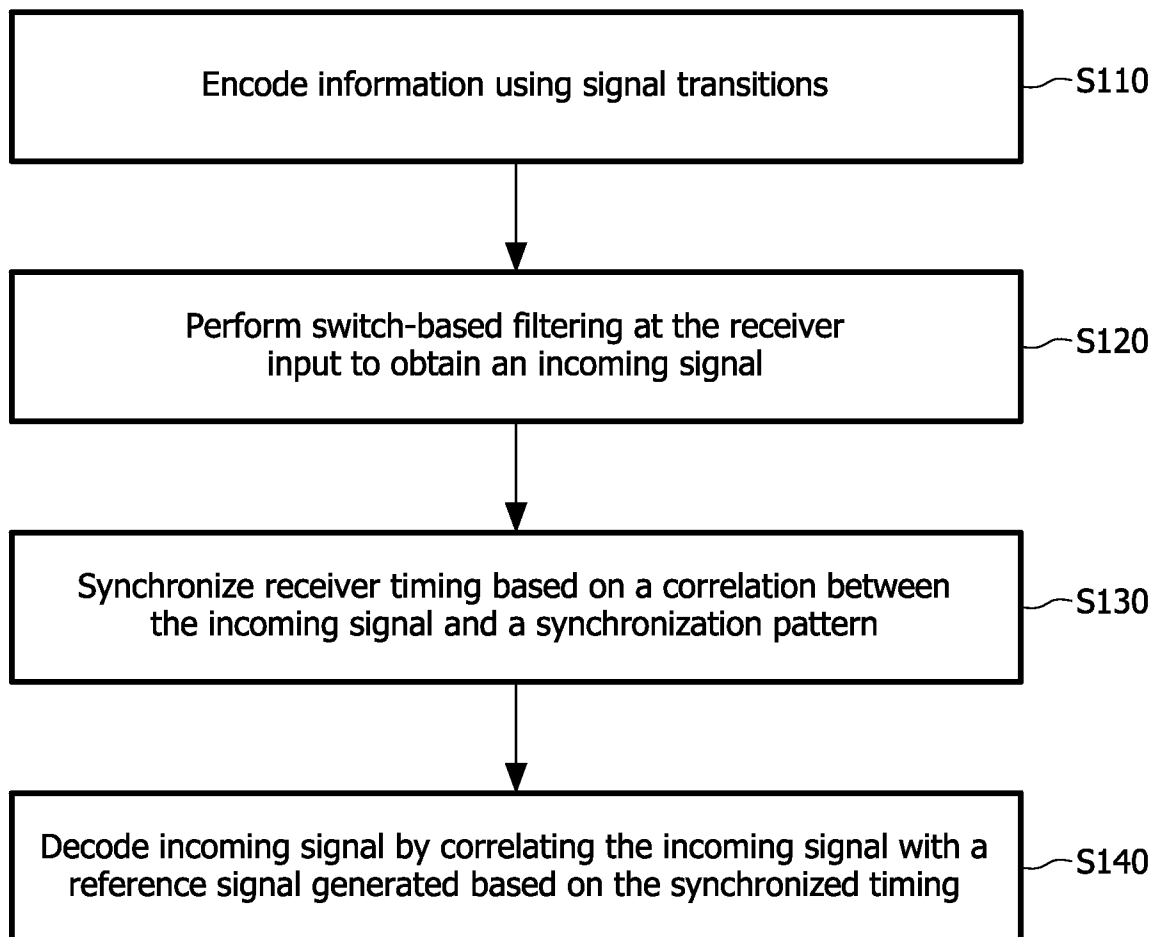 Encode information using signal transitions
S110
Perform switch-based filtering at the receiver
input to obtain an incoming signal
S120
Synchronize receiver timing based on a correlation between
the incoming signal and a synchronization pattern
S130
Decode incoming signal by correlating the incoming signal with a
reference signal generated based on the synchronized timing
S140